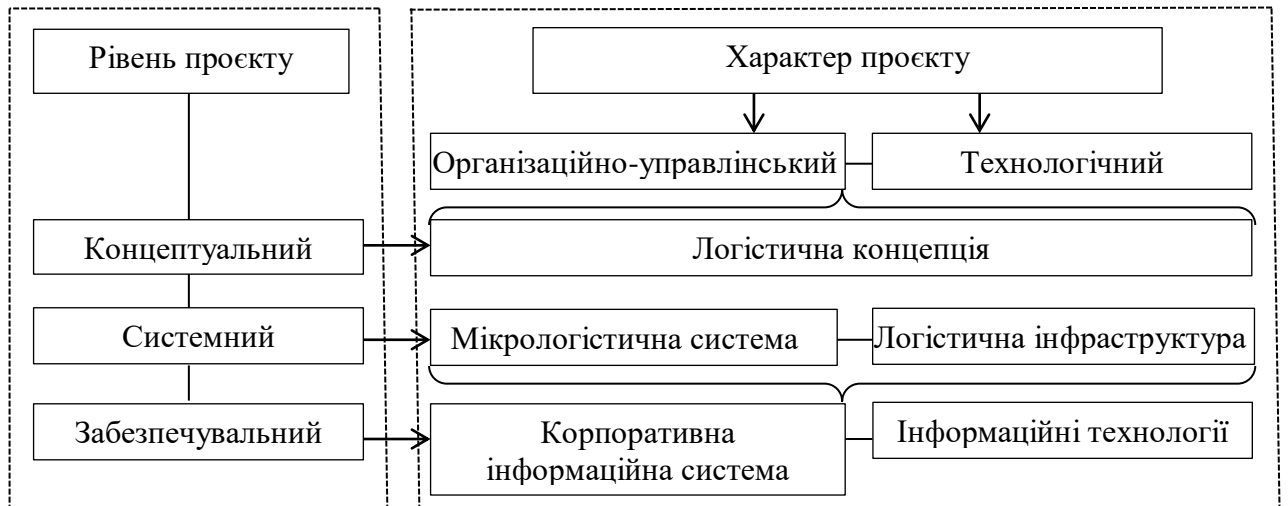 Рівень проєкту
Характер проєкту
Організаційно-управлінський
Технологічний
Концептуальний
Логістична концепція
Системний
Мікрологістична система
Логістична інфраструктура
Забезпечувальний
Корпоративна
інформаційна система
Інформаційні технології